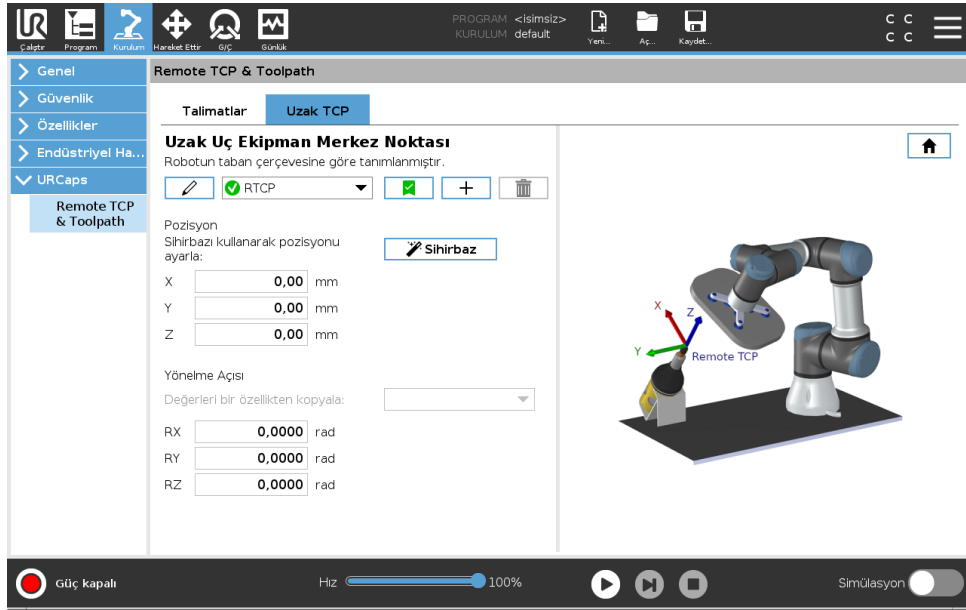 UR
PROGRAM <isimsiz>
KURULUM default
C C
C C
Çalıştır Program Kurulum Hareket Ettir G/Ç Günlük Yeni... Aç... Kaydet...
Genel
Güvenlik
Özellikler
Endüstriyel Ha...
URCaps
Remote TCP
& Toolpath
Remote TCP & Toolpath
Talimatlar Uzak TCP
Uzak Uç Ekipman Merkez Noktası
Robotun taban çerçevesine göre tanımlanmıştır.
RTCP
Pozisyon
Sihirbazı kullanarak pozisyonu
ayarla:
Sihirbaz
X 0,00 mm
Y 0,00 mm
Z 0,00 mm
Yönelme Açısı
Değerleri bir özellikten kopyala:
RX 0,0000 rad
RY 0,0000 rad
RZ 0,0000 rad
X
Z
Y
Remote TCP
Güç kapalı Hız 100% Simülasyon